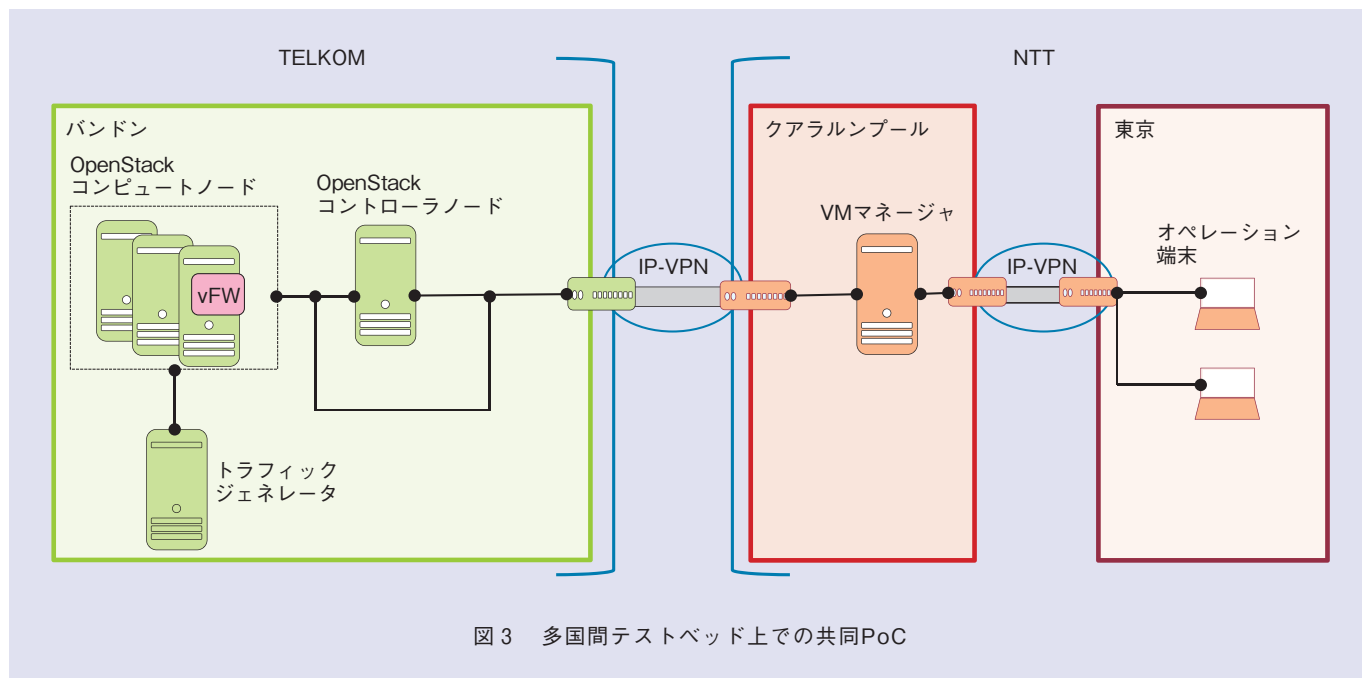 TELKOM
NTT
バンドン
OpenStack
コンピュートノード
OpenStack
コントローラノード
vFW
トラフィック
ジェネレータ
IP-VPN
クアラルンプール
VMマネージャ
IP-VPN
東京
オペレーション
端末
図3 多国間テストベッド上での共同PoC